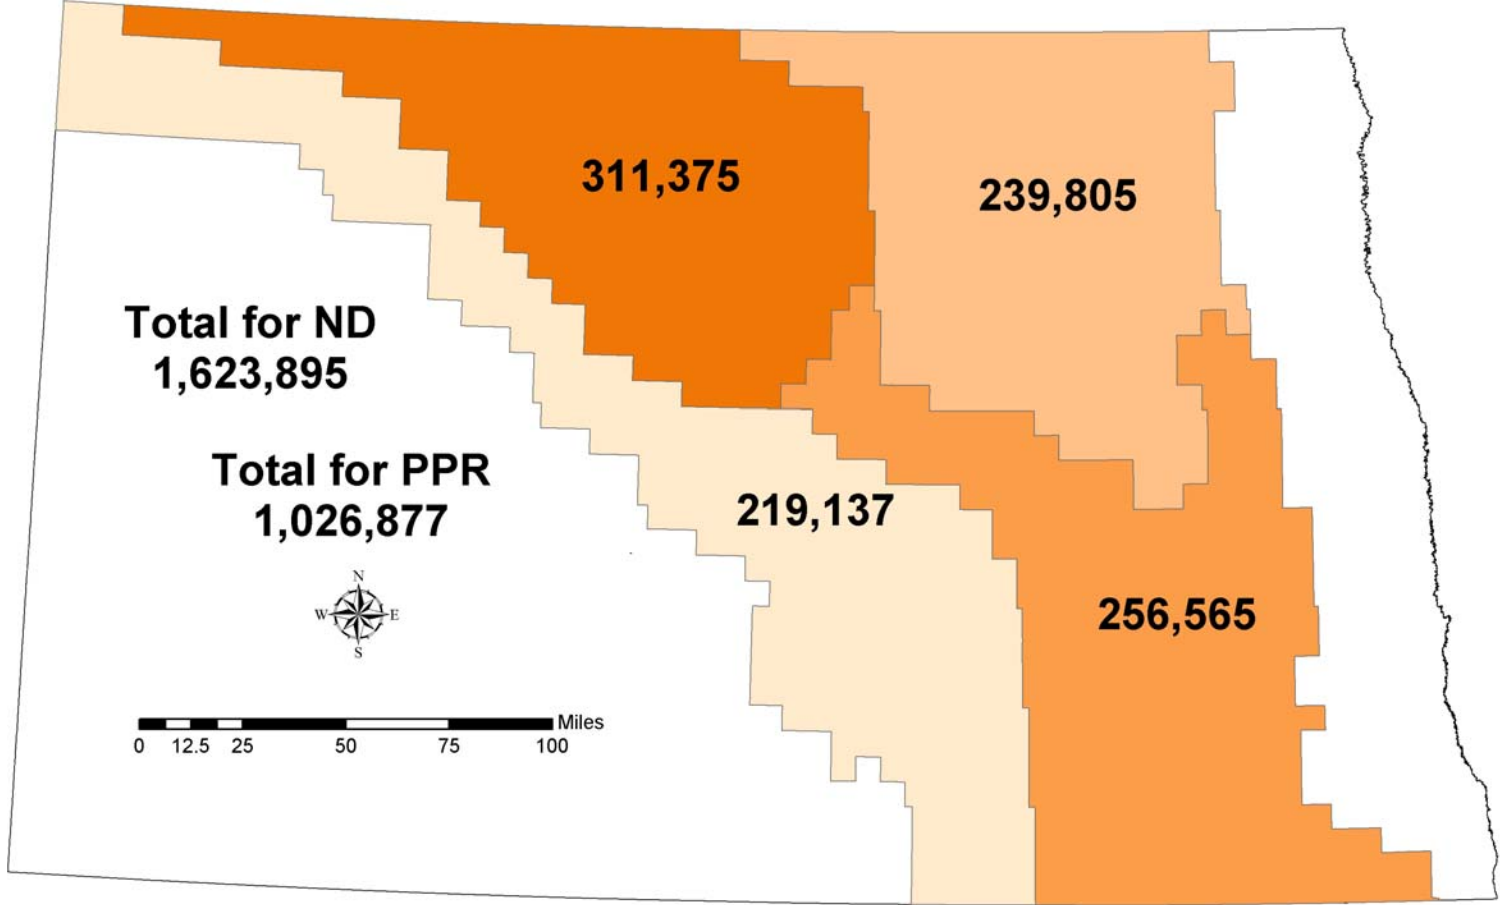 311,375
239,805
Total for ND
1,623,895
Total for PPR
1,026,877
219,137
256,565
N
W E
S
Miles
0 12.5 25 50 75 100